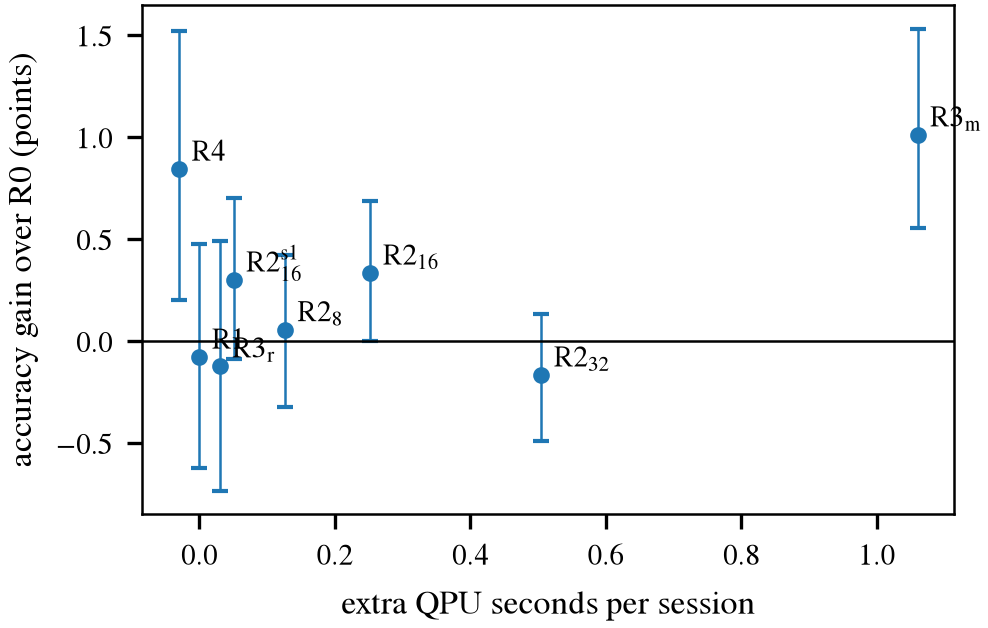 accuracy gain over R0 (points)
1.5
1.0
0.5
0.0
−0.5
R4
R3ₘ
R2₁₆ˢ¹
R2₁₆
R2₈
R1
R3ᵣ
R2₃₂
0.0 0.2 0.4 0.6 0.8 1.0
extra QPU seconds per session